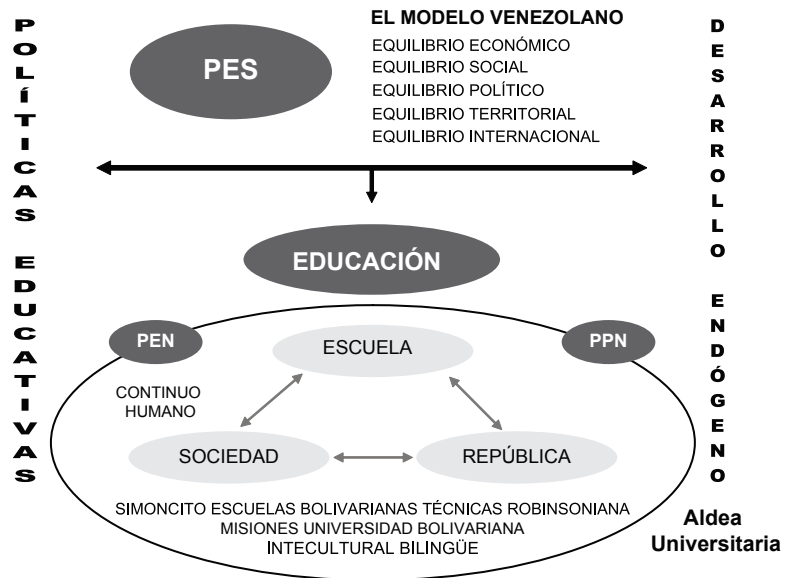 POLÍTICAS EDUCATIVAS
PES
EL MODELO VENEZOLANO
EQUILIBRIO ECONÓMICO
EQUILIBRIO SOCIAL
EQUILIBRIO POLÍTICO
EQUILIBRIO TERRITORIAL
EQUILIBRIO INTERNACIONAL
DESARROLLO ENDÓGENO
EDUCACIÓN
PEN
ESCUELA
PPN
CONTINUO
HUMANO
SOCIEDAD
REPÚBLICA
SIMONCITO ESCUELAS BOLIVARIANAS TÉCNICAS ROBINSONIANA
MISIONES UNIVERSIDAD BOLIVARIANA
INTECULTURAL BILINGÜE
Aldea
Universitaria